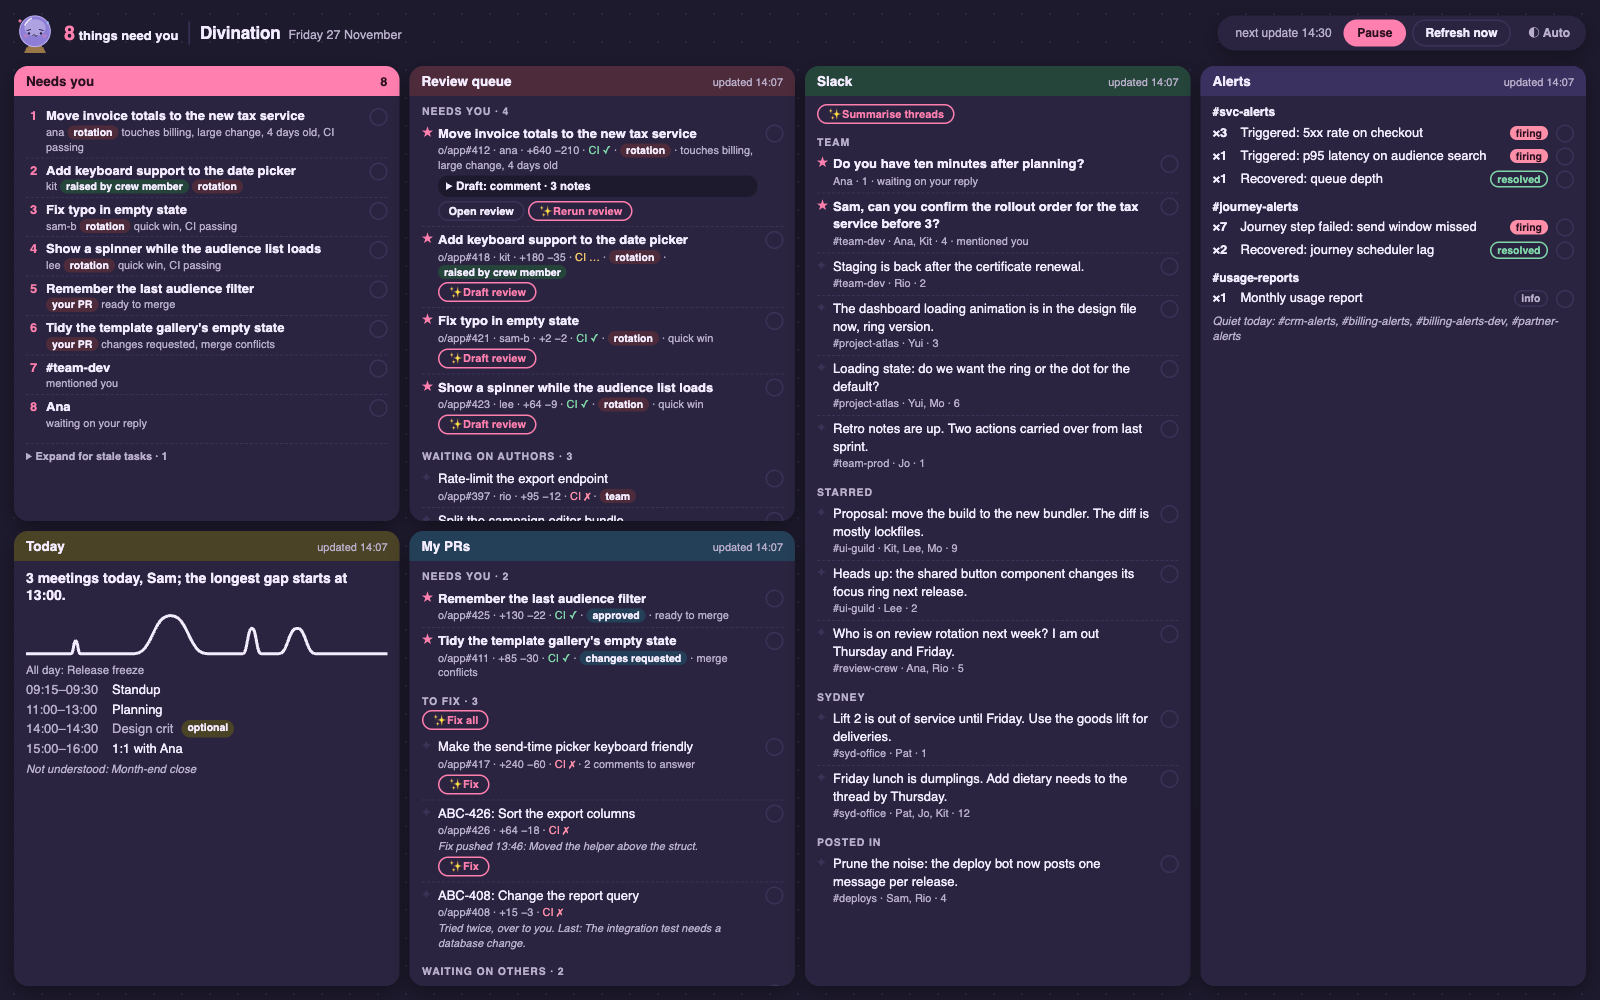 8 things need you
Divination Friday 27 November
next update 14:30 Pause Refresh now Auto
Needs you 8
1 Move invoice totals to the new tax service
ana rotation touches billing, large change, 4 days old, CI
passing
2 Add keyboard support to the date picker
kit raised by crew member rotation
3 Fix typo in empty state
sam-b rotation quick win, CI passing
4 Show a spinner while the audience list loads
lee rotation quick win, CI passing
5 Remember the last audience filter
your PR ready to merge
6 Tidy the template gallery's empty state
your PR changes requested, merge conflicts
7 #team-dev
mentioned you
8 Ana
waiting on your reply
▶ Expand for stale tasks · 1
Today updated 14:07
3 meetings today, Sam; the longest gap starts at
13:00.
All day: Release freeze
09:15–09:30 Standup
11:00–13:00 Planning
14:00–14:30 Design crit optional
15:00–16:00 1:1 with Ana
Not understood: Month-end close
Review queue updated 14:07
NEEDS YOU · 4
★ Move invoice totals to the new tax service
o/app#412 · ana · +640 −210 · CI ✓ · rotation · touches billing,
large change, 4 days old
▶ Draft: comment · 3 notes
Open review ✨Rerun review
★ Add keyboard support to the date picker
o/app#418 · kit · +180 −35 · CI … · rotation ·
raised by crew member
✨Draft review
★ Fix typo in empty state
o/app#421 · sam-b · +2 −2 · CI ✓ · rotation · quick win
✨Draft review
★ Show a spinner while the audience list loads
o/app#423 · lee · +64 −9 · CI ✓ · rotation · quick win
✨Draft review
WAITING ON AUTHORS · 3
Rate-limit the export endpoint
o/app#397 · rio · +95 −12 · CI ✗ · team
Split the campaign editor bundle
My PRs updated 14:07
NEEDS YOU · 2
★ Remember the last audience filter
o/app#425 · +130 −22 · CI ✓ · approved · ready to merge
★ Tidy the template gallery's empty state
o/app#411 · +85 −30 · CI ✓ · changes requested · merge
conflicts
TO FIX · 3
✨Fix all
Make the send-time picker keyboard friendly
o/app#417 · +240 −60 · CI ✗ · 2 comments to answer
✨Fix
ABC-426: Sort the export columns
o/app#426 · +64 −18 · CI ✗
Fix pushed 13:46: Moved the helper above the struct.
✨Fix
ABC-408: Change the report query
o/app#408 · +15 −3 · CI ✗
Tried twice, over to you. Last: The integration test needs a
database change.
WAITING ON OTHERS · 2
Slack updated 14:07
✨Summarise threads
TEAM
★ Do you have ten minutes after planning?
Ana · 1 · waiting on your reply
★ Sam, can you confirm the rollout order for the tax
service before 3?
#team-dev · Ana, Kit · 4 · mentioned you
Staging is back after the certificate renewal.
#team-dev · Rio · 2
The dashboard loading animation is in the design file
now, ring version.
#project-atlas · Yui · 3
Loading state: do we want the ring or the dot for the
default?
#project-atlas · Yui, Mo · 6
Retro notes are up. Two actions carried over from last
sprint.
#team-prod · Jo · 1
STARRED
Proposal: move the build to the new bundler. The diff is
mostly lockfiles.
#ui-guild · Kit, Lee, Mo · 9
Heads up: the shared button component changes its
focus ring next release.
#ui-guild · Lee · 2
Who is on review rotation next week? I am out
Thursday and Friday.
#review-crew · Ana, Rio · 5
SYDNEY
Lift 2 is out of service until Friday. Use the goods lift for
deliveries.
#syd-office · Pat · 1
Friday lunch is dumplings. Add dietary needs to the
thread by Thursday.
#syd-office · Pat, Jo, Kit · 12
POSTED IN
Prune the noise: the deploy bot now posts one
message per release.
#deploys · Sam, Rio · 4
Alerts updated 14:07
#svc-alerts
×3 Triggered: 5xx rate on checkout firing
×1 Triggered: p95 latency on audience search firing
×1 Recovered: queue depth resolved
#journey-alerts
×7 Journey step failed: send window missed firing
×2 Recovered: journey scheduler lag resolved
#usage-reports
×1 Monthly usage report info
Quiet today: #crm-alerts, #billing-alerts, #billing-alerts-dev, #partner-
alerts